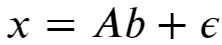 x = Ab + ϵ